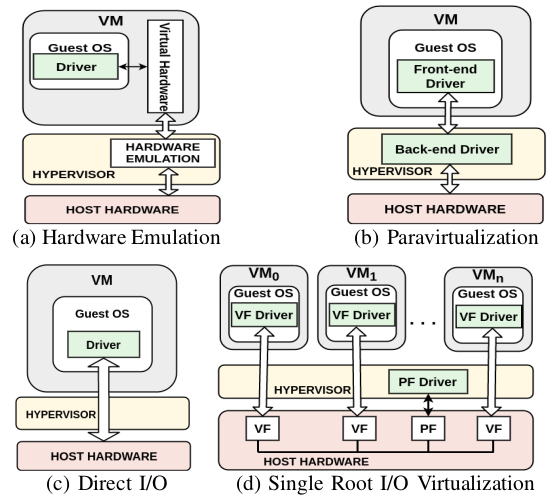 VM
Guest OS
Driver
Virtual Hardware
HARDWARE
EMULATION
HYPERVISOR
HOST HARDWARE
(a) Hardware Emulation
VM
Guest OS
Front-end
Driver
Back-end Driver
HYPERVISOR
HOST HARDWARE
(b) Paravirtualization
VM
Guest OS
Driver
HYPERVISOR
HOST HARDWARE
(c) Direct I/O
VM0 VM1 VMn
Guest OS Guest OS Guest OS
VF Driver VF Driver . . . VF Driver
PF Driver
HYPERVISOR
VF VF PF VF
HOST HARDWARE
(d) Single Root I/O Virtualization